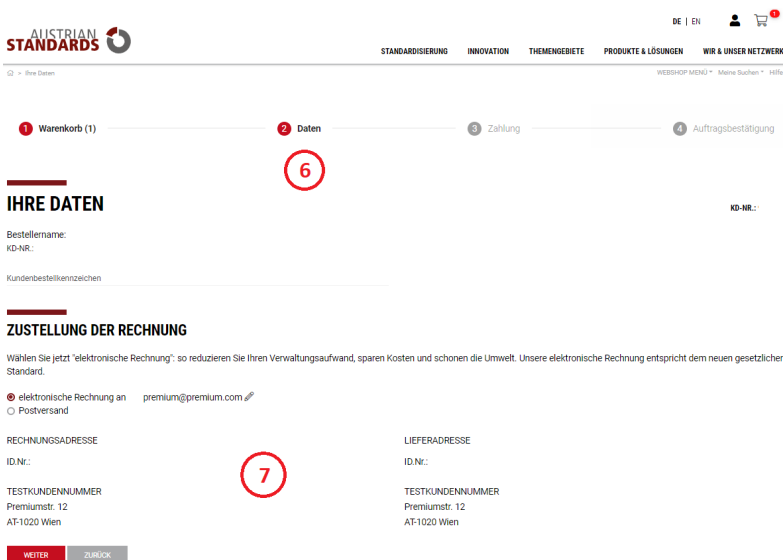 DE | EN
1
AUSTRIAN
STANDARDS
STANDARDISIERUNG INNOVATION THEMENGEBIETE PRODUKTE & LÖSUNGEN WIR & UNSER NETZWERK
» Ihre Daten
WEBSHOP MENÜ Meine Suchen Hilfe
1 Warenkorb (1) 2 Daten 3 Zahlung 4 Auftragsbestätigung
6
IHRE DATEN
KD-NR.:
Bestellername:
KD-NR.:
Kundenbestellkennzeichen
ZUSTELLUNG DER RECHNUNG
Wählen Sie jetzt "elektronische Rechnung": so reduzieren Sie Ihren Verwaltungsaufwand, sparen Kosten und schonen die Umwelt. Unsere elektronische Rechnung entspricht dem neuen gesetzlichen
Standard.
elektronische Rechnung an premium@premium.com
Postversand
RECHNUNGSADRESSE
ID.Nr.:
TESTKUNDENNUMMER
Premiumstr. 12
AT-1020 Wien
7
LIEFERADRESSE
ID.Nr.:
TESTKUNDENNUMMER
Premiumstr. 12
AT-1020 Wien
WEITER ZURÜCK